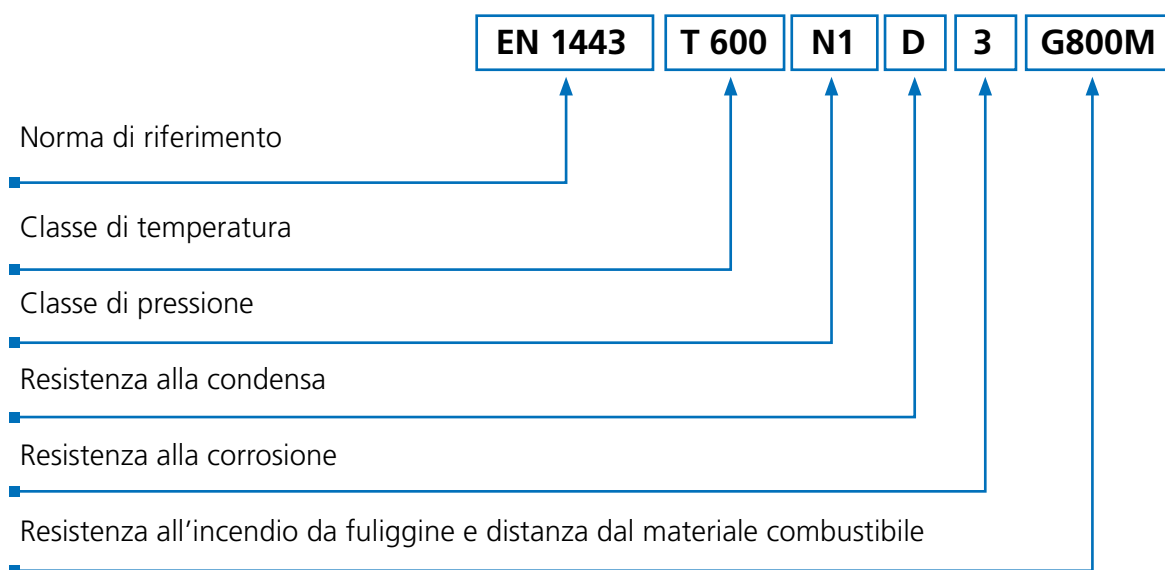 EN 1443 T 600 N1 D 3 G800M
Norma di riferimento
Classe di temperatura
Classe di pressione
Resistenza alla condensa
Resistenza alla corrosione
Resistenza all’incendio da fuliggine e distanza dal materiale combustibile